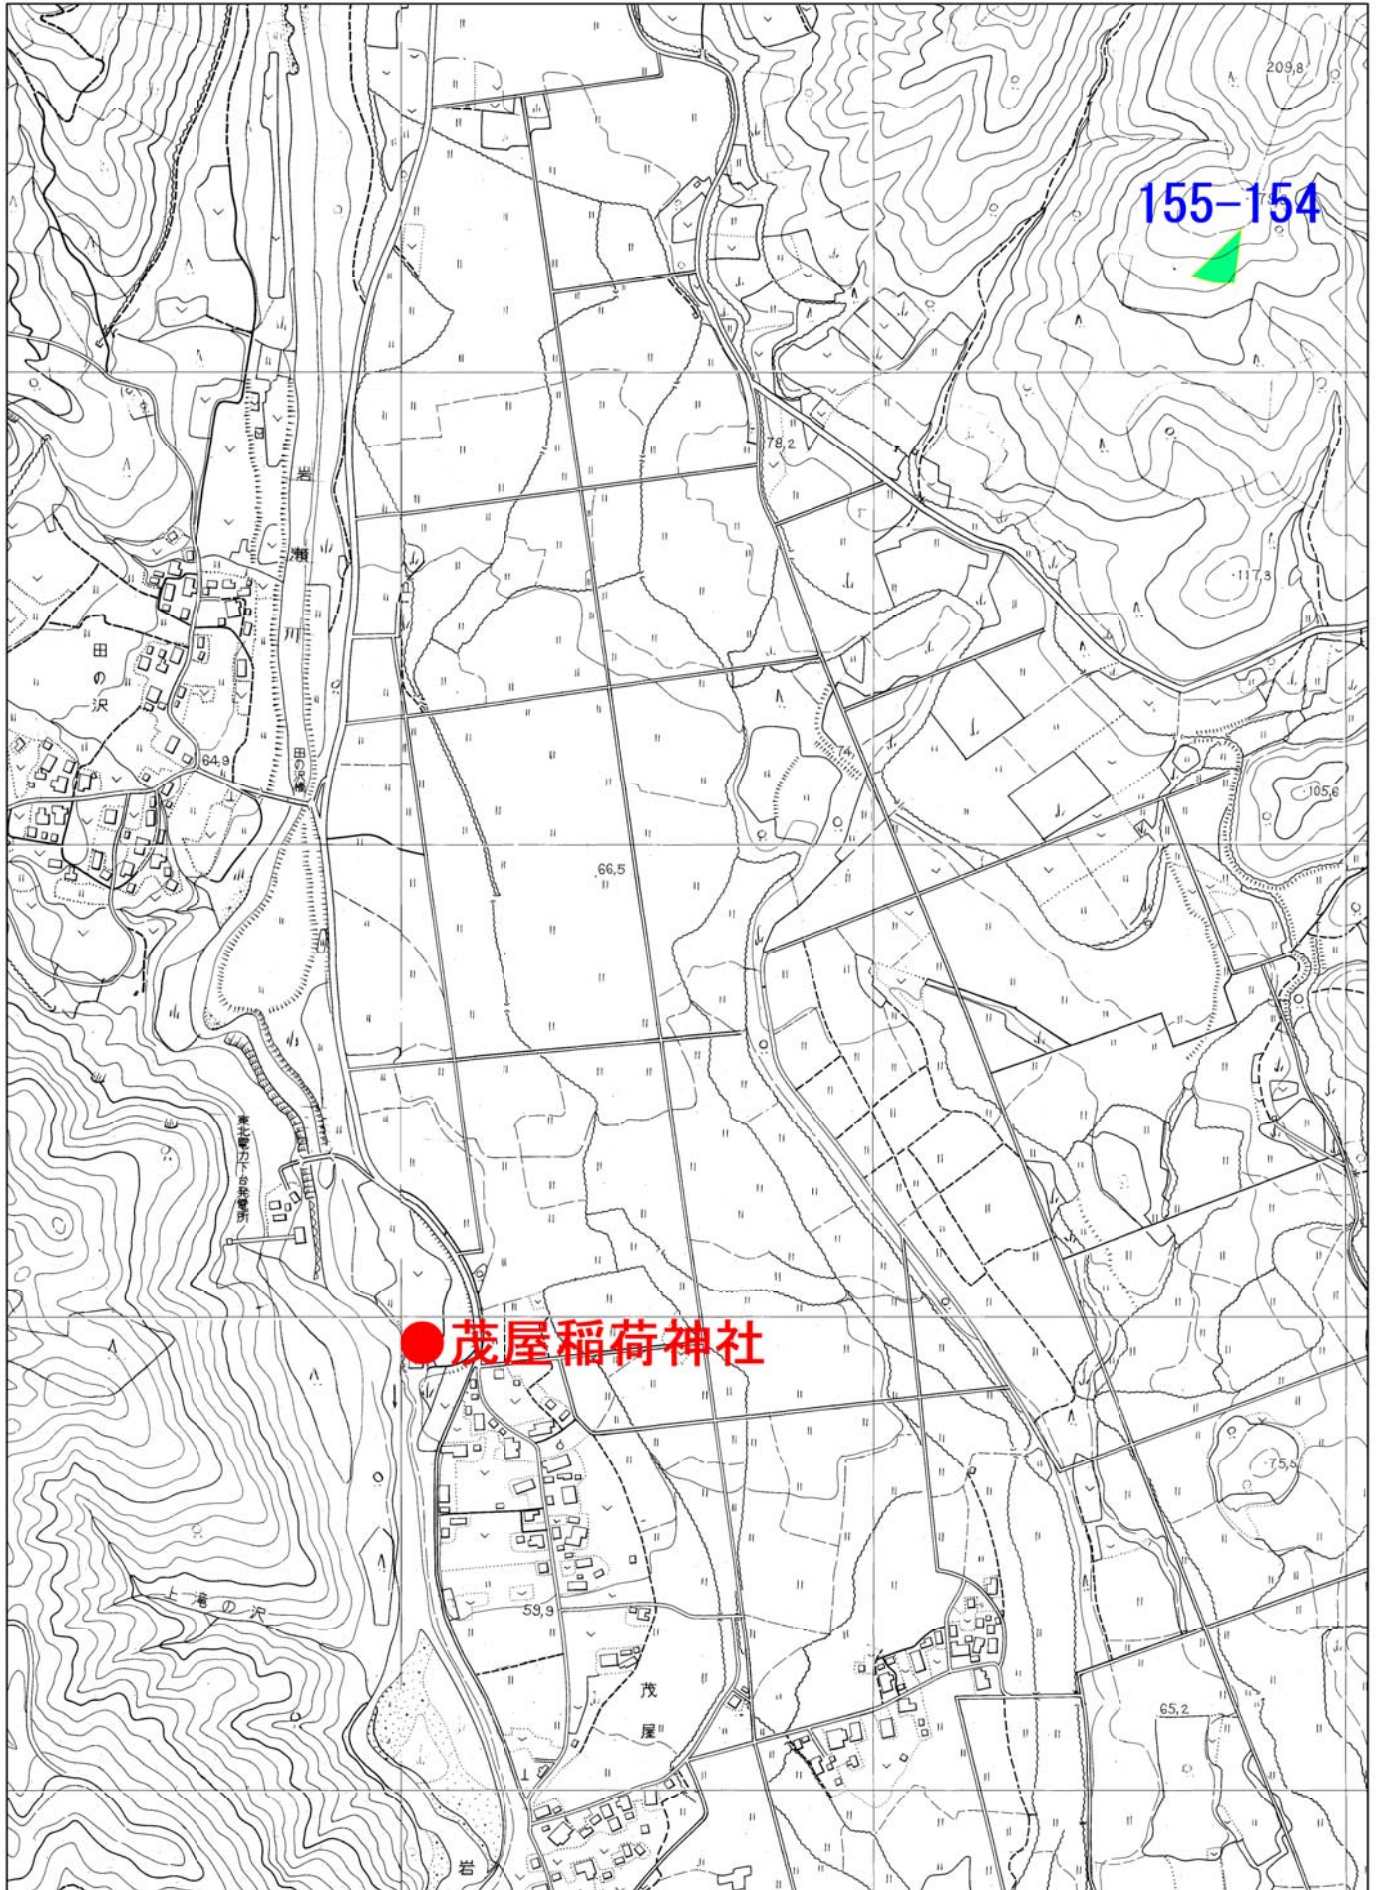 209,8
155-154
78,2
岩
瀬
川
117,3
田の沢
田の沢橋
64,9
74,
105,6
66,5
東北電力下台発電所
茂屋稲荷神社
75,5
上滝の沢
59,9
茂屋
65,2
岩